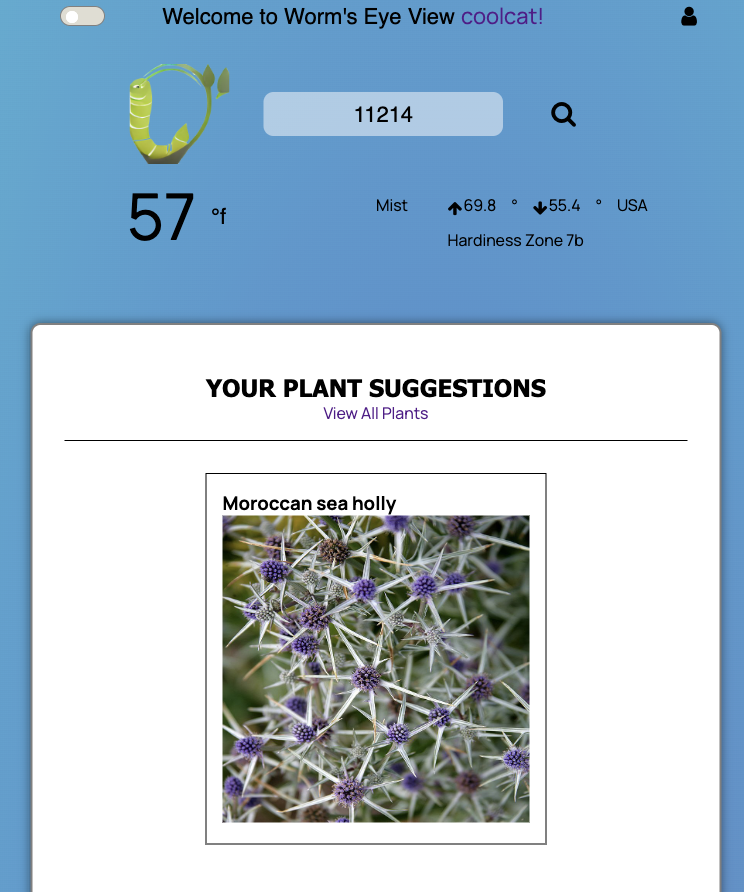 Welcome to Worm's Eye View coolcat!
11214
57 °f
Mist 69.8 ° 55.4 ° USA
Hardiness Zone 7b
YOUR PLANT SUGGESTIONS
View All Plants
Moroccan sea holly